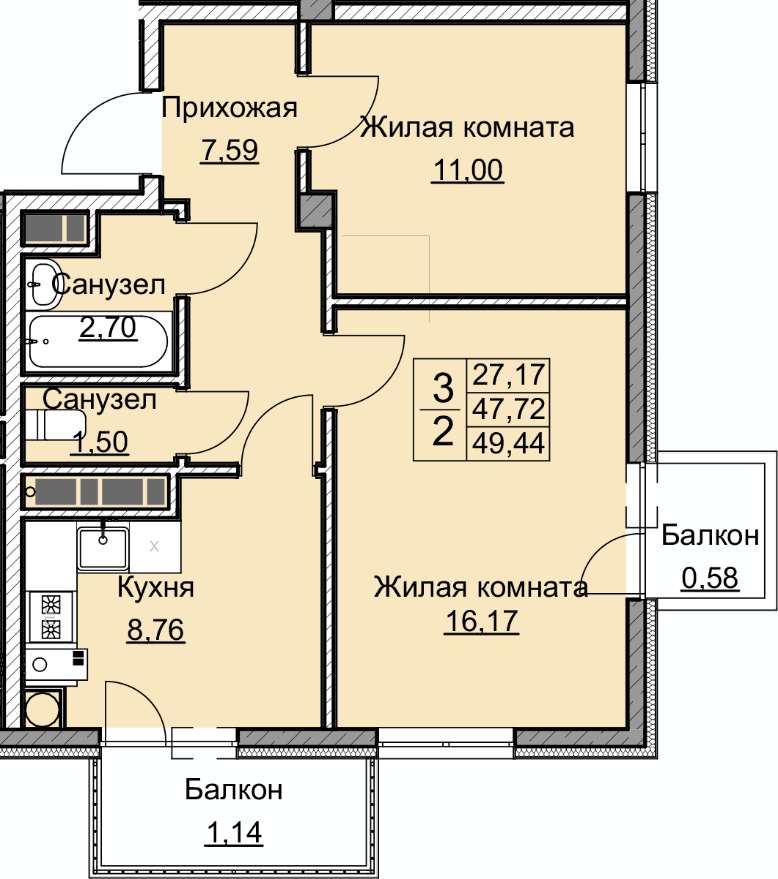 Прихожая
7,59
Жилая комната
11,00
Санузел
2,70
Санузел
1,50
3
2
27,17
47,72
49,44
Балкон
0,58
Жилая комната
16,17
Кухня
8,76
x
Балкон
1,14